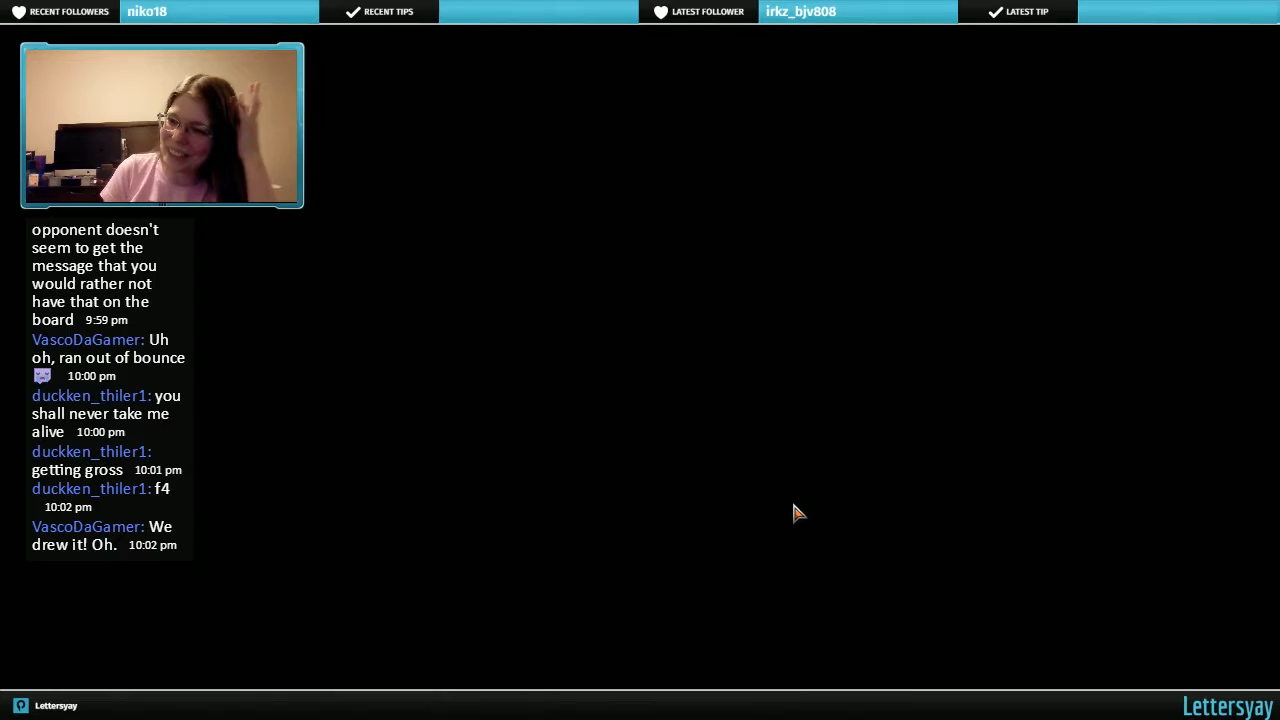 RECENT FOLLOWERS niko18 RECENT TIPS LATEST FOLLOWER irkz_bjv808 LATEST TIP
opponent doesn't
seem to get the
message that you
would rather not
have that on the
board 9:59 pm
VascoDaGamer: Uh
oh, ran out of bounce
10:00 pm
duckken_thiler1: you
shall never take me
alive 10:00 pm
duckken_thiler1:
getting gross 10:01 pm
duckken_thiler1: f4
10:02 pm
VascoDaGamer: We
drew it! Oh. 10:02 pm
Lettersyay Lettersyay